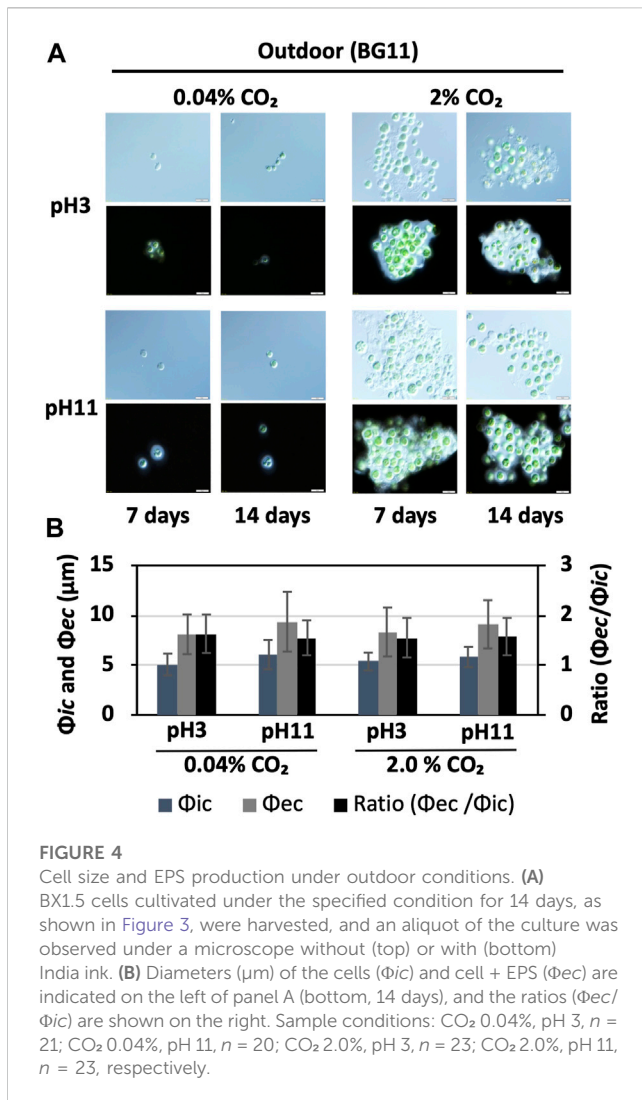 A
Outdoor (BG11)
0.04% CO₂ 2% CO₂
pH3
pH11
7 days 14 days 7 days 14 days
B
Φic and Φec (µm)
15
10
5
0
3
2
1
0
Ratio (Φec/Φic)
pH3 pH11 pH3 pH11
0.04% CO₂ 2.0 % CO₂
Φic Φec Ratio (Φec /Φic)
FIGURE 4
Cell size and EPS production under outdoor conditions. (A)
BX1.5 cells cultivated under the specified condition for 14 days, as
shown in Figure 3, were harvested, and an aliquot of the culture was
observed under a microscope without (top) or with (bottom)
India ink. (B) Diameters (µm) of the cells (Φic) and cell + EPS (Φec) are
indicated on the left of panel A (bottom, 14 days), and the ratios (Φec/
Φic) are shown on the right. Sample conditions: CO₂ 0.04%, pH 3, n =
21; CO₂ 0.04%, pH 11, n = 20; CO₂ 2.0%, pH 3, n = 23; CO₂ 2.0%, pH 11,
n = 23, respectively.